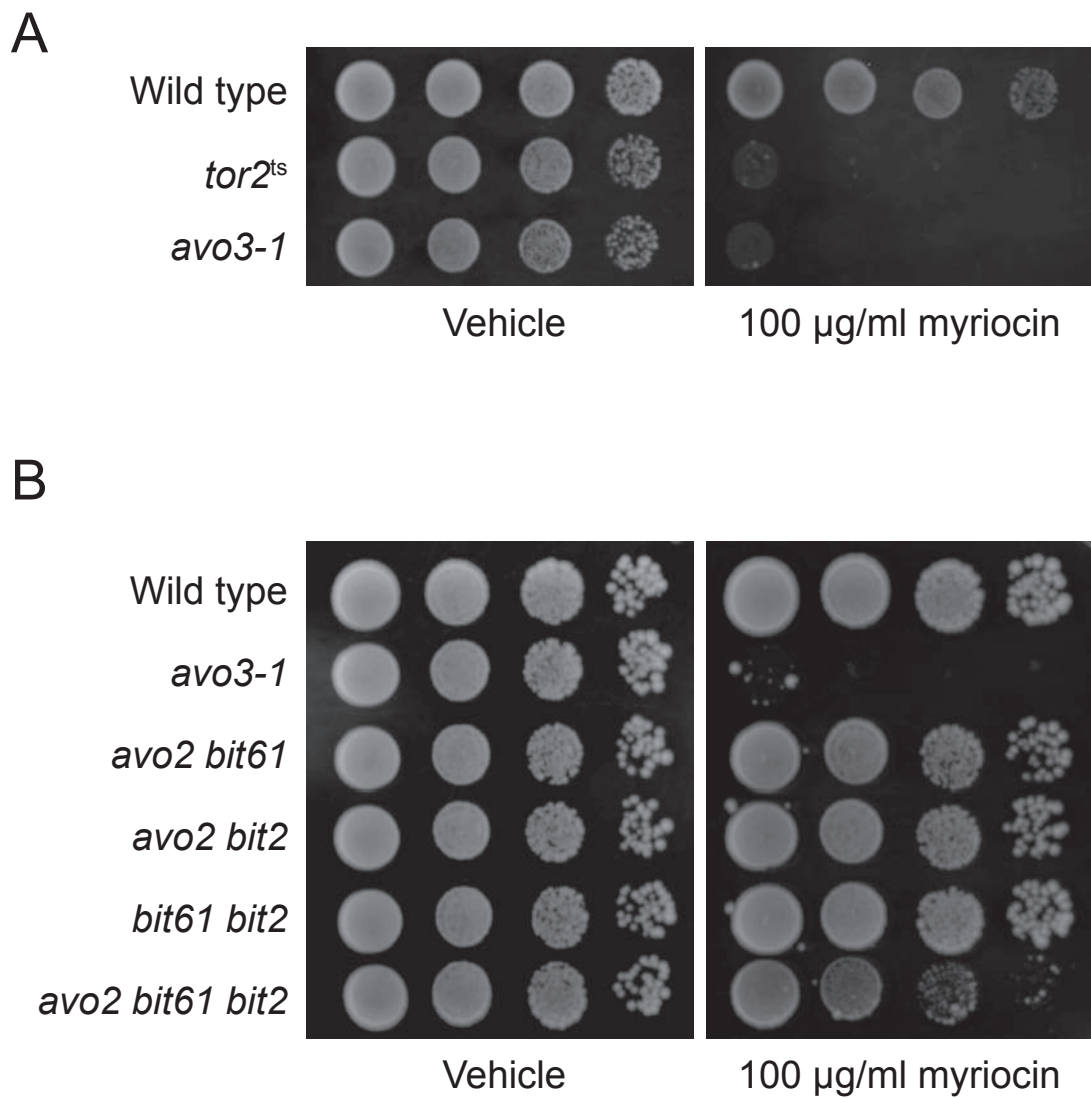 A
Wild type
tor2ts
avo3-1
Vehicle
100 µg/ml myriocin
B
Wild type
avo3-1
avo2 bit61
avo2 bit2
bit61 bit2
avo2 bit61 bit2
Vehicle
100 µg/ml myriocin